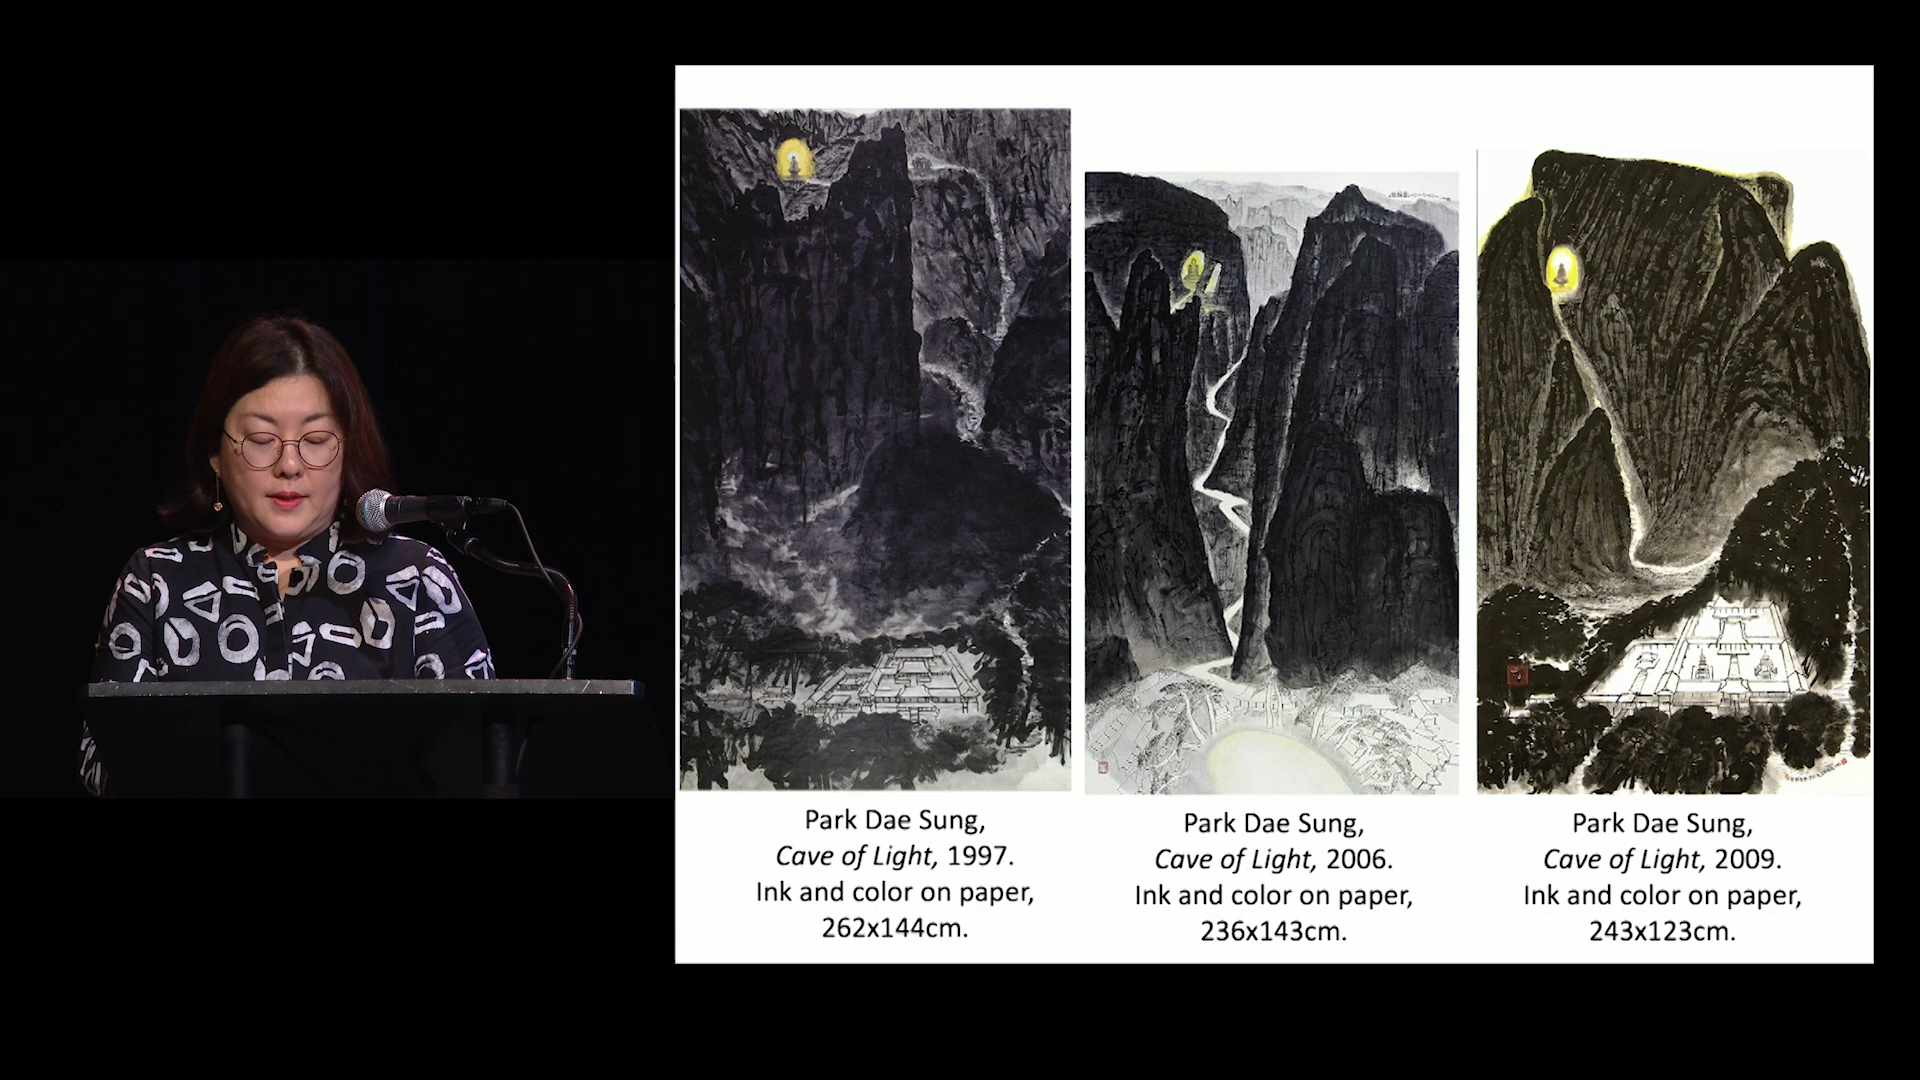 Park Dae Sung,
Cave of Light, 1997.
Ink and color on paper,
262x144cm.
Park Dae Sung,
Cave of Light, 2006.
Ink and color on paper,
236x143cm.
Park Dae Sung,
Cave of Light, 2009.
Ink and color on paper,
243x123cm.